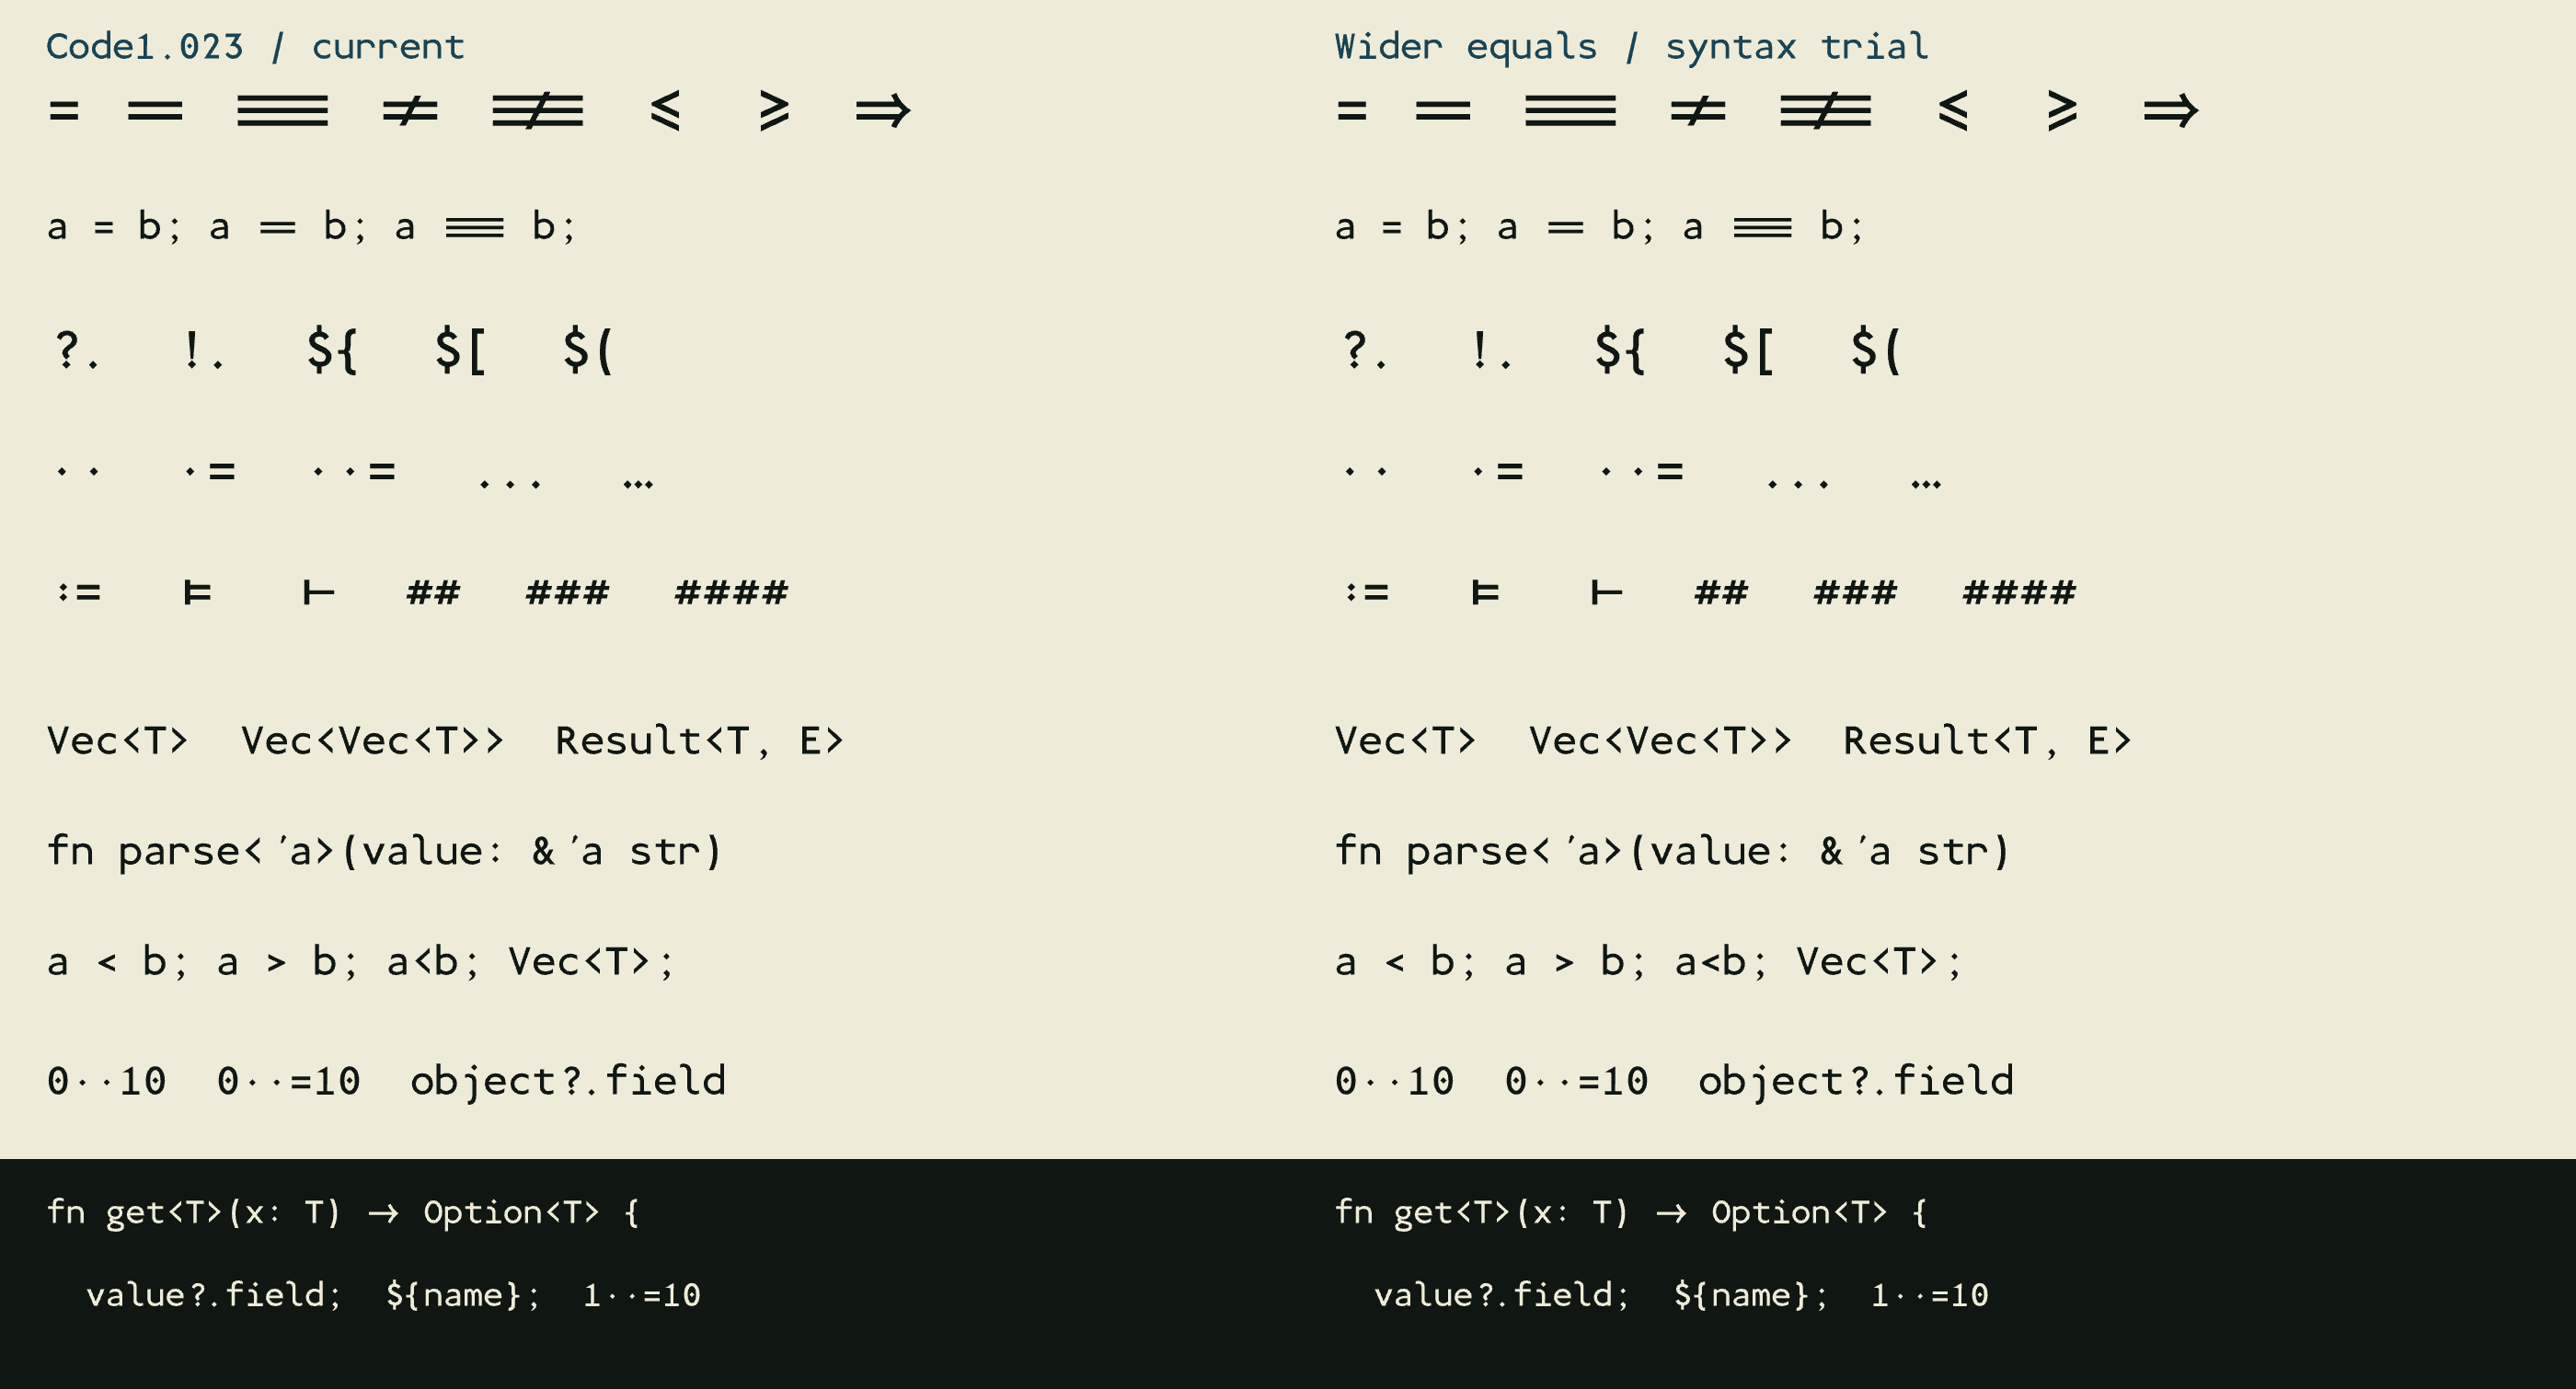 Code1.023 / current
= == === != !== ⩽ ⩾ ⇒
a = b; a == b; a === b;
?. !. ${ $[ $(
·· ·= ··= ... …
:= ⊨ ⊢ ## ### ####
Vec<T>  Vec<Vec<T>>  Result<T, E>
fn parse<'a>(value: &'a str)
a < b; a > b; a<b; Vec<T>;
0··10  0··=10  object?.field
fn get<T>(x: T) → Option<T> {
value?.field;  ${name};  1··=10
Wider equals / syntax trial
= == === != !== ⩽ ⩾ ⇒
a = b; a == b; a === b;
?. !. ${ $[ $(
·· ·= ··= ... …
:= ⊨ ⊢ ## ### ####
Vec<T>  Vec<Vec<T>>  Result<T, E>
fn parse<'a>(value: &'a str)
a < b; a > b; a<b; Vec<T>;
0··10  0··=10  object?.field
fn get<T>(x: T) → Option<T> {
value?.field;  ${name};  1··=10